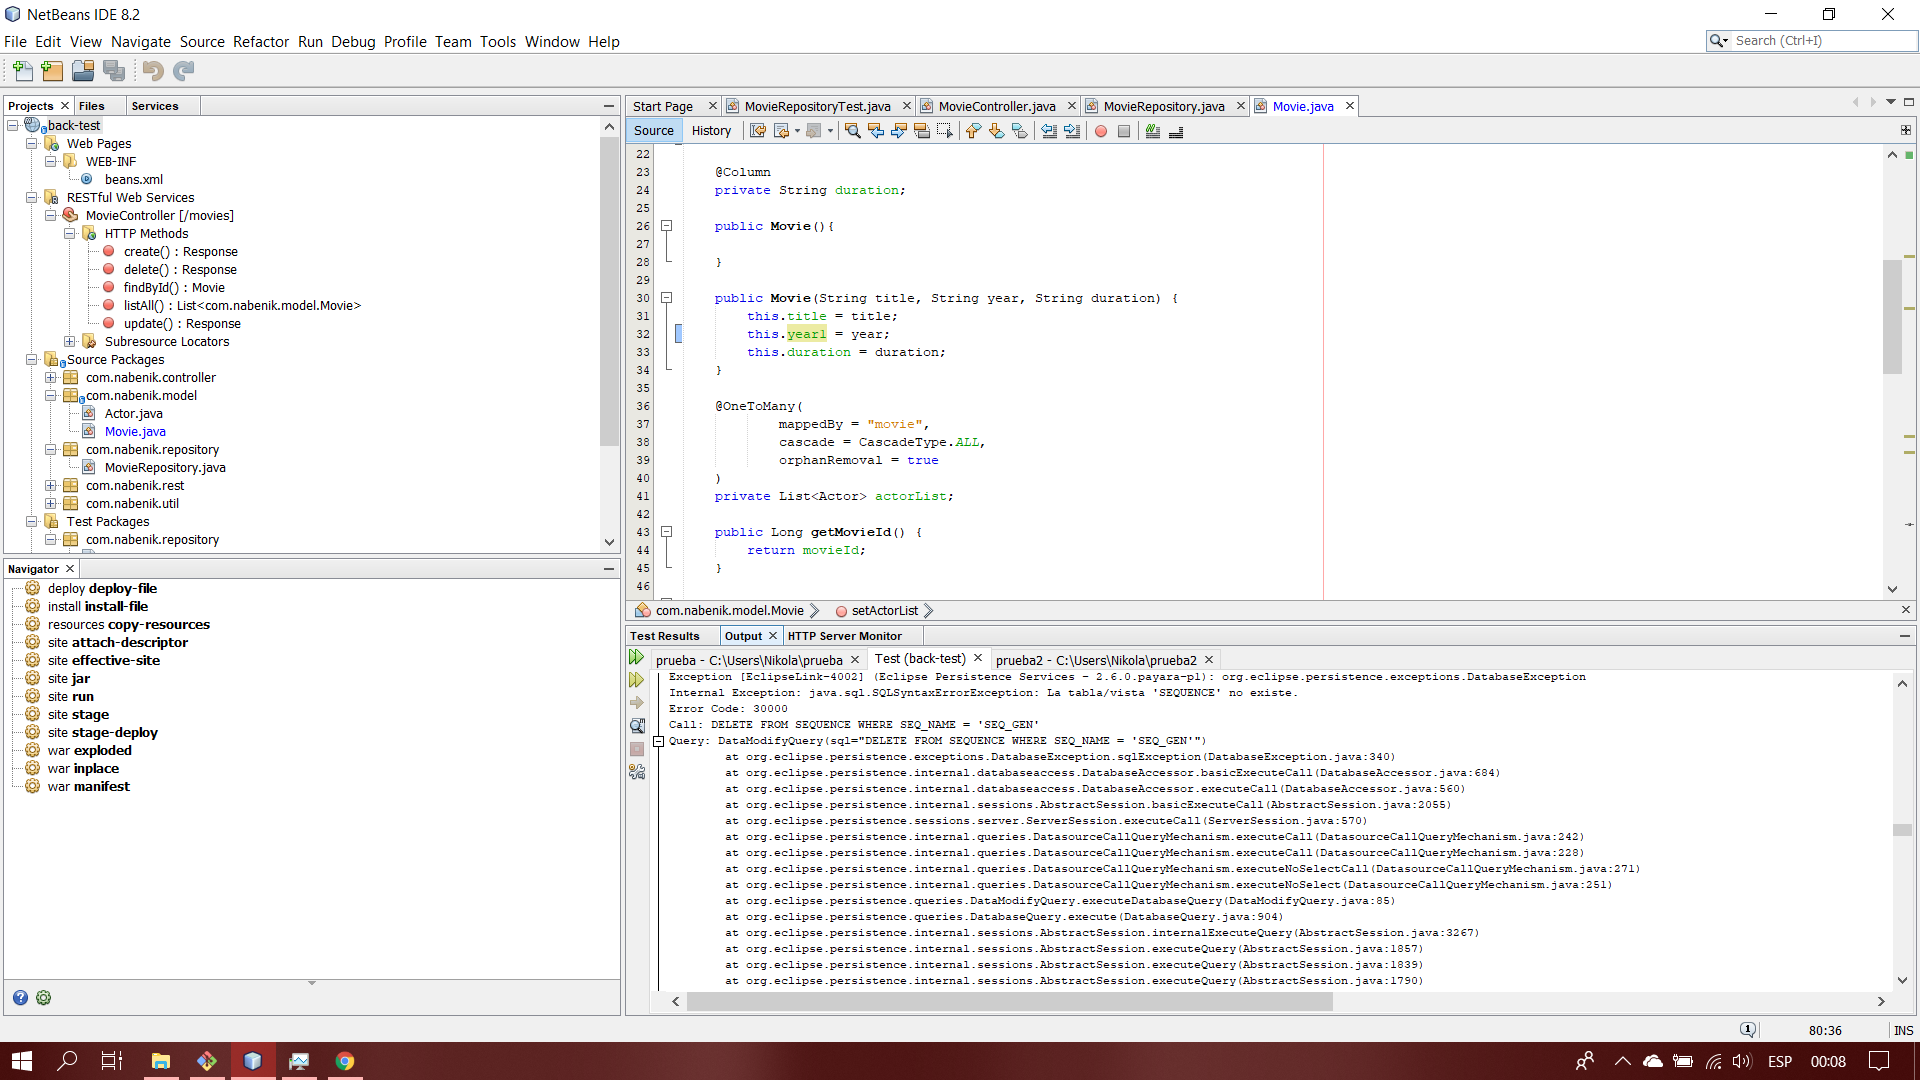 NetBeans IDE 8.2
File Edit View Navigate Source Refactor Run Debug Profile Team Tools Window Help
Search (Ctrl+I)
Projects Files Services
back-test
Web Pages
WEB-INF
beans.xml
RESTful Web Services
MovieController [/movies]
HTTP Methods
create() : Response
delete() : Response
findById() : Movie
listAll() : List<com.nabenik.model.Movie>
update() : Response
Subresource Locators
Source Packages
com.nabenik.controller
com.nabenik.model
Actor.java
Movie.java
com.nabenik.repository
MovieRepository.java
com.nabenik.rest
com.nabenik.util
Test Packages
com.nabenik.repository
Navigator
deploy deploy-file
install install-file
resources copy-resources
site attach-descriptor
site effective-site
site jar
site run
site stage
site stage-deploy
war exploded
war inplace
war manifest
Start Page MovieRepositoryTest.java MovieController.java MovieRepository.java Movie.java
Source History
22
23 @Column
24 private String duration;
25
26 public Movie(){
27
28 }
29
30 public Movie(String title, String year, String duration) {
31 this.title = title;
32 this.year1 = year;
33 this.duration = duration;
34 }
35
36 @OneToMany(
37 mappedBy = "movie",
38 cascade = CascadeType.ALL,
39 orphanRemoval = true
40 )
41 private List<Actor> actorList;
42
43 public Long getMovieId() {
44 return movieId;
45 }
46
com.nabenik.model.Movie setActorList
Test Results Output HTTP Server Monitor
prueba - C:\Users\Nikola\prueba Test (back-test) prueba2 - C:\Users\Nikola\prueba2
Exception [EclipseLink-4002] (Eclipse Persistence Services - 2.6.0.payara-p1): org.eclipse.persistence.exceptions.DatabaseException
Internal Exception: java.sql.SQLSyntaxErrorException: La tabla/vista 'SEQUENCE' no existe.
Error Code: 30000
Call: DELETE FROM SEQUENCE WHERE SEQ_NAME = 'SEQ_GEN'
Query: DataModifyQuery(sql="DELETE FROM SEQUENCE WHERE SEQ_NAME = 'SEQ_GEN'")
at org.eclipse.persistence.exceptions.DatabaseException.sqlException(DatabaseException.java:340)
at org.eclipse.persistence.internal.databaseaccess.DatabaseAccessor.basicExecuteCall(DatabaseAccessor.java:684)
at org.eclipse.persistence.internal.databaseaccess.DatabaseAccessor.executeCall(DatabaseAccessor.java:560)
at org.eclipse.persistence.internal.sessions.AbstractSession.basicExecuteCall(AbstractSession.java:2055)
at org.eclipse.persistence.sessions.server.ServerSession.executeCall(ServerSession.java:570)
at org.eclipse.persistence.internal.queries.DatasourceCallQueryMechanism.executeCall(DatasourceCallQueryMechanism.java:242)
at org.eclipse.persistence.internal.queries.DatasourceCallQueryMechanism.executeCall(DatasourceCallQueryMechanism.java:228)
at org.eclipse.persistence.internal.queries.DatasourceCallQueryMechanism.executeNoSelectCall(DatasourceCallQueryMechanism.java:271)
at org.eclipse.persistence.internal.queries.DatasourceCallQueryMechanism.executeNoSelect(DatasourceCallQueryMechanism.java:251)
at org.eclipse.persistence.queries.DataModifyQuery.executeDatabaseQuery(DataModifyQuery.java:85)
at org.eclipse.persistence.queries.DatabaseQuery.execute(DatabaseQuery.java:904)
at org.eclipse.persistence.internal.sessions.AbstractSession.internalExecuteQuery(AbstractSession.java:3267)
at org.eclipse.persistence.internal.sessions.AbstractSession.executeQuery(AbstractSession.java:1857)
at org.eclipse.persistence.internal.sessions.AbstractSession.executeQuery(AbstractSession.java:1839)
at org.eclipse.persistence.internal.sessions.AbstractSession.executeQuery(AbstractSession.java:1790)
1 80:36 INS
ESP 00:08